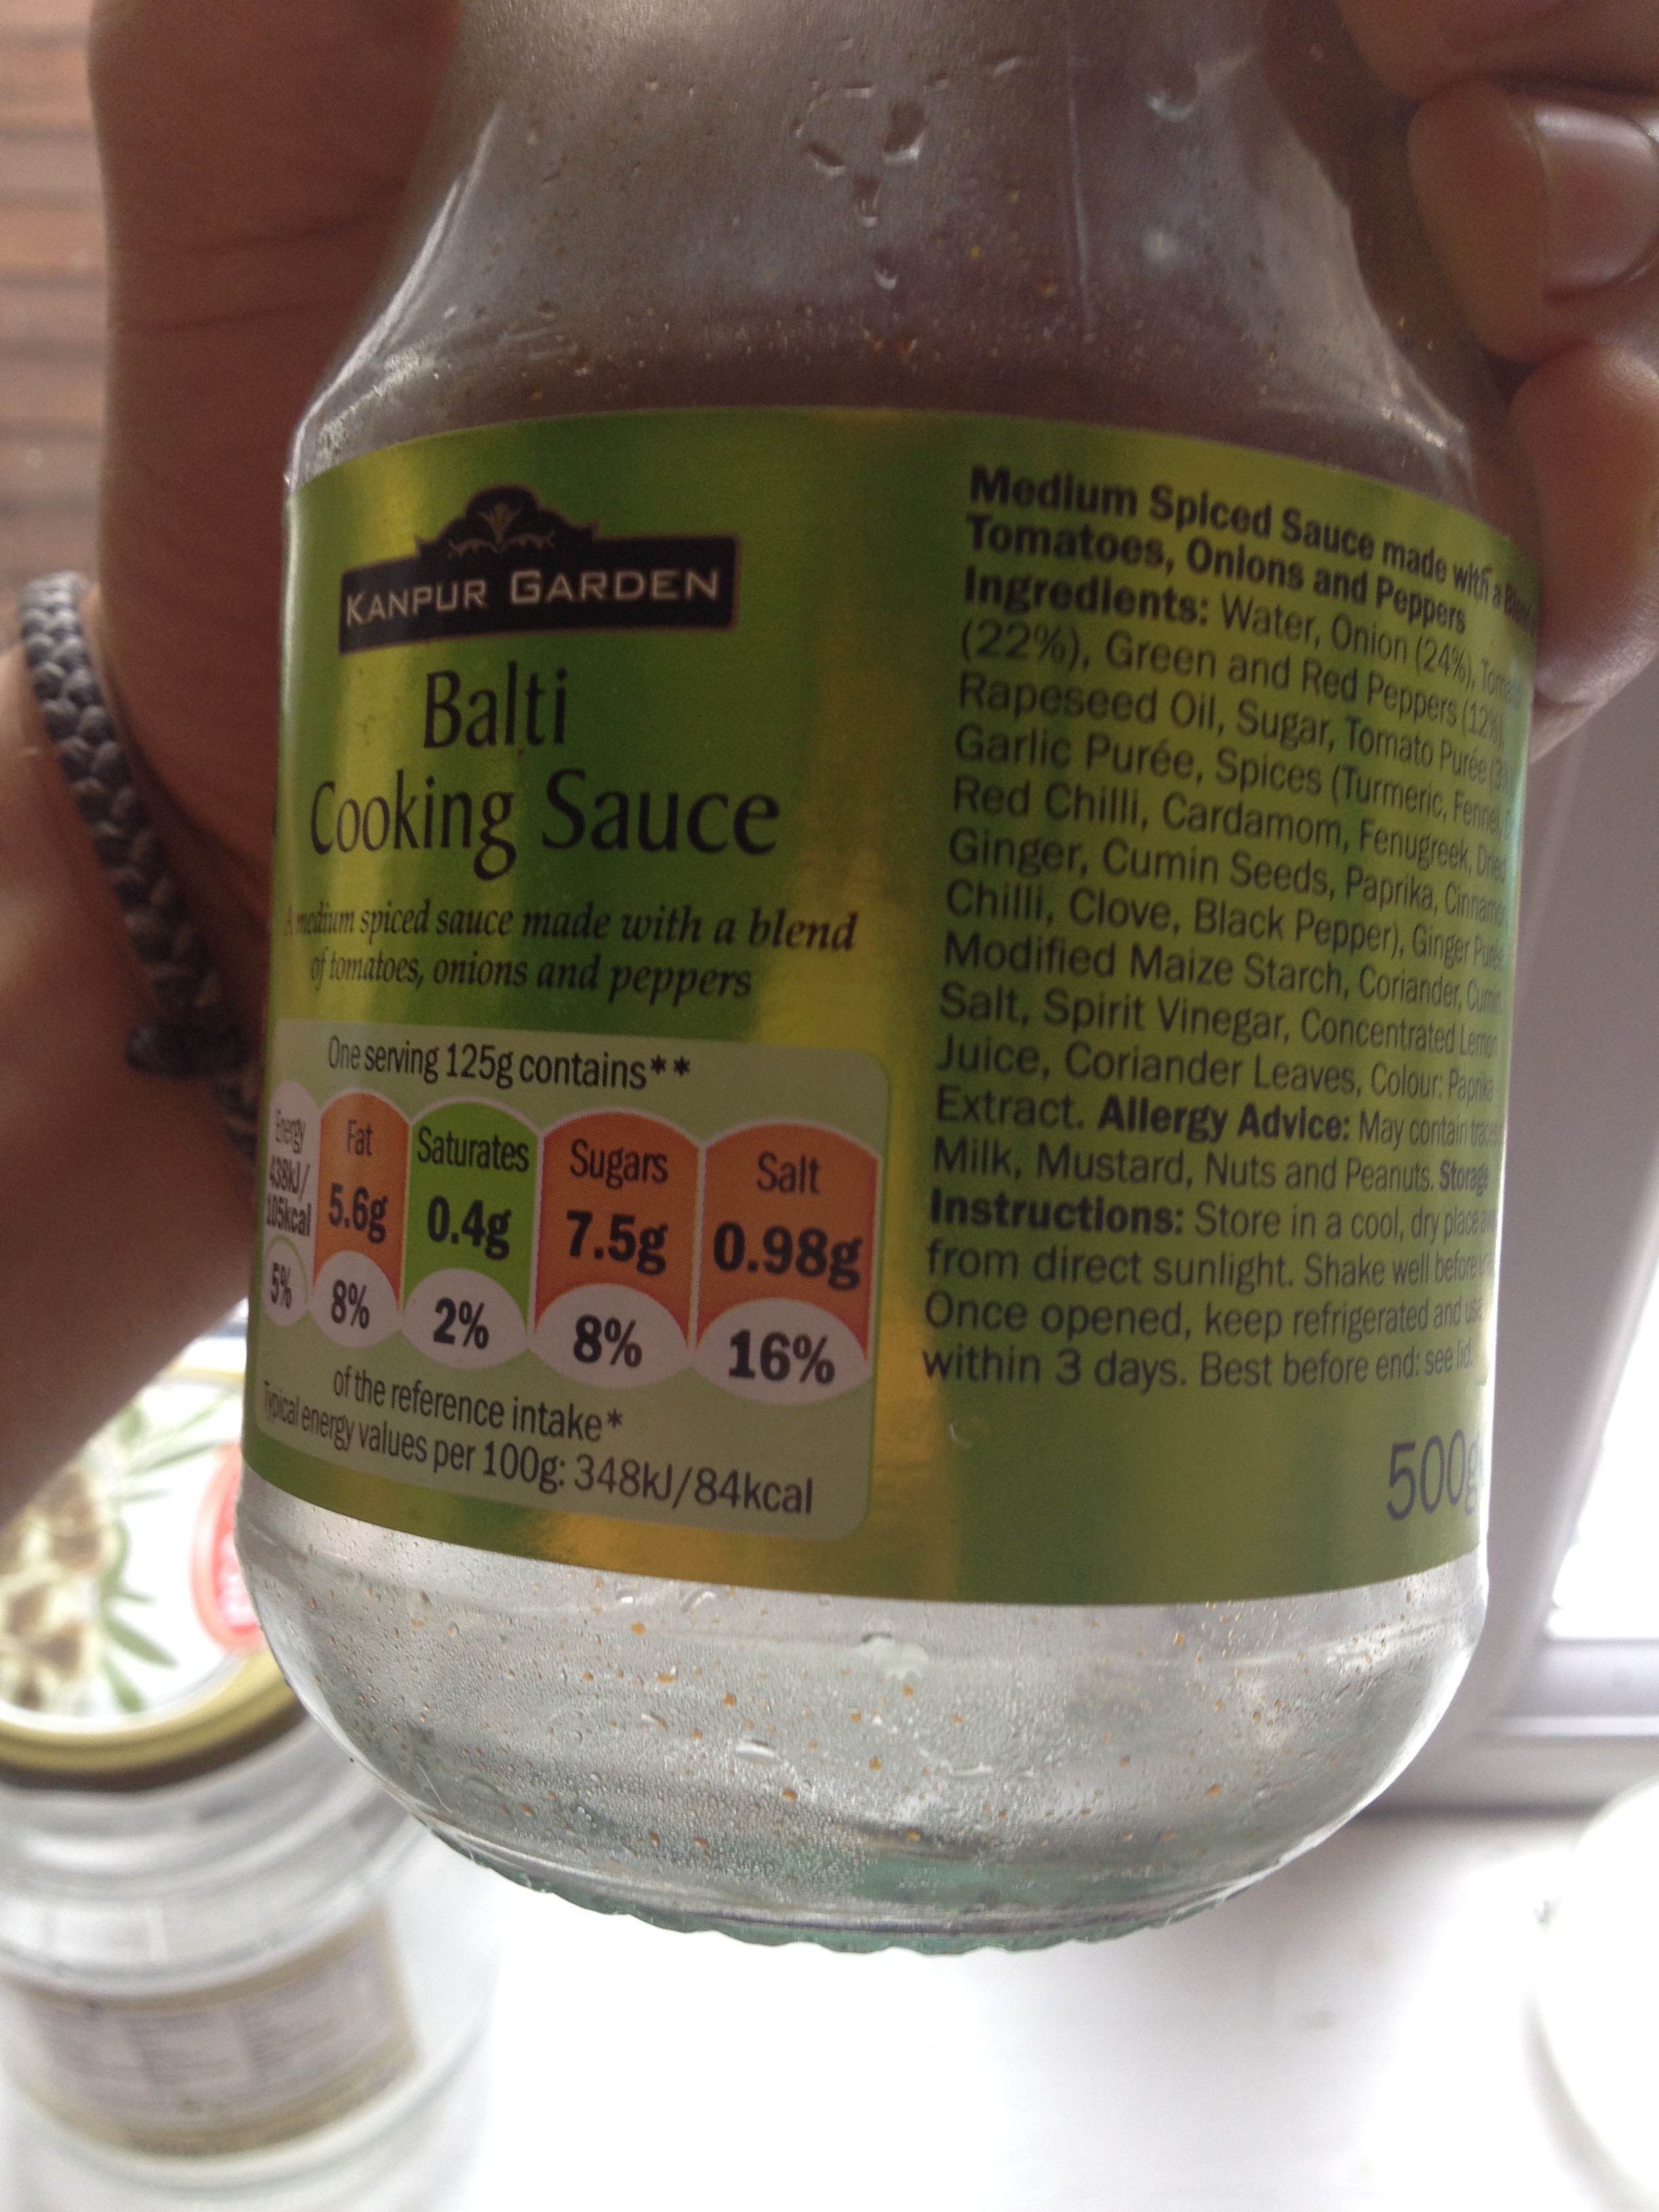 KANPUR GARDEN
Balti
Cooking Sauce
A medium spiced sauce made with a blend
of tomatoes, onions and peppers
One serving 125g contains**
Energy
438kJ/
105kcal
5%
Fat
5.6g
8%
Saturates
0.4g
2%
Sugars
7.5g
8%
Salt
0.98g
16%
of the reference intake*
Typical energy values per 100g: 348kJ/84kcal
Medium Spiced Sauce made with a
Tomatoes, Onions and Peppers
Ingredients: Water, Onion (24%),
(22%), Green and Red Peppers (12%),
Rapeseed Oil, Sugar, Tomato Purée
Garlic Purée, Spices (Turmeric, Fennel,
Red Chilli, Cardamom, Fenugreek, Dried
Ginger, Cumin Seeds, Paprika, Cinnamon
Chilli, Clove, Black Pepper), Ginger Purée,
Modified Maize Starch, Coriander, Cumin,
Salt, Spirit Vinegar, Concentrated Lemon
Juice, Coriander Leaves, Colour: Paprika
Extract. Allergy Advice: May contain traces
Milk, Mustard, Nuts and Peanuts. Storage
Instructions: Store in a cool, dry place
from direct sunlight. Shake well before
Once opened, keep refrigerated and
within 3 days. Best before end: see lid.
500g